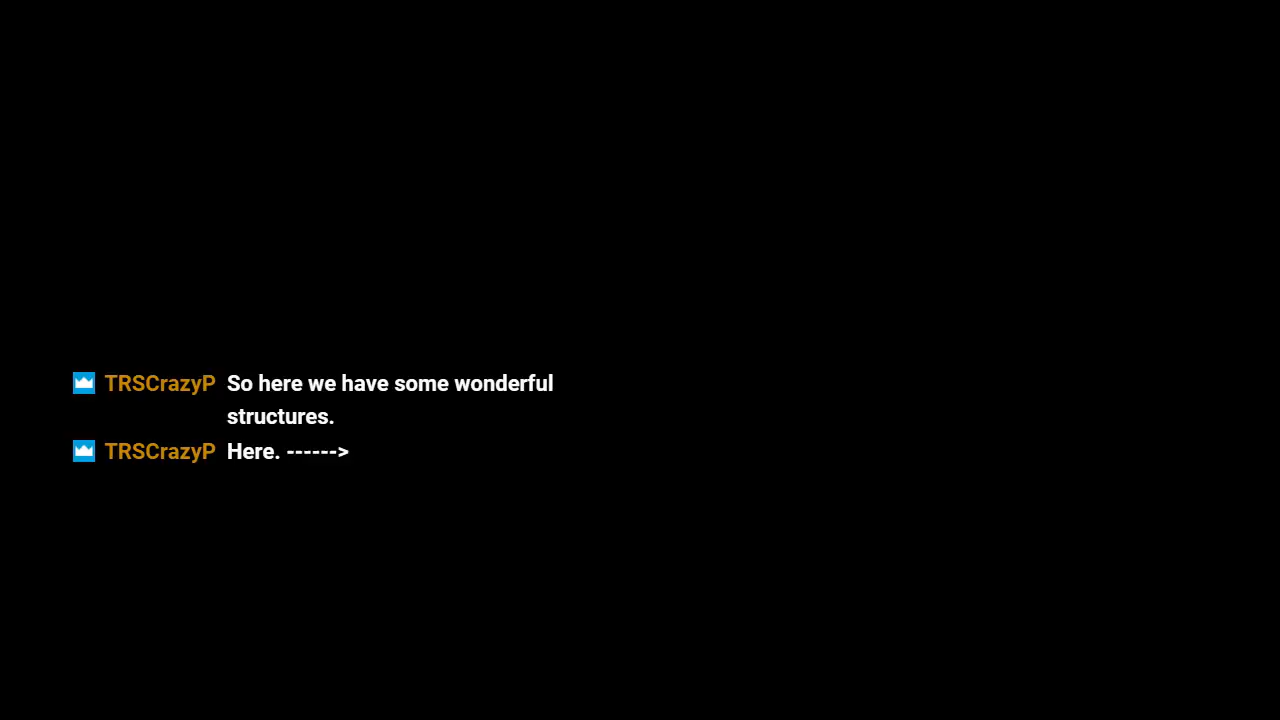 TRSCrazyP So here we have some wonderful
structures.
TRSCrazyP Here. ------>